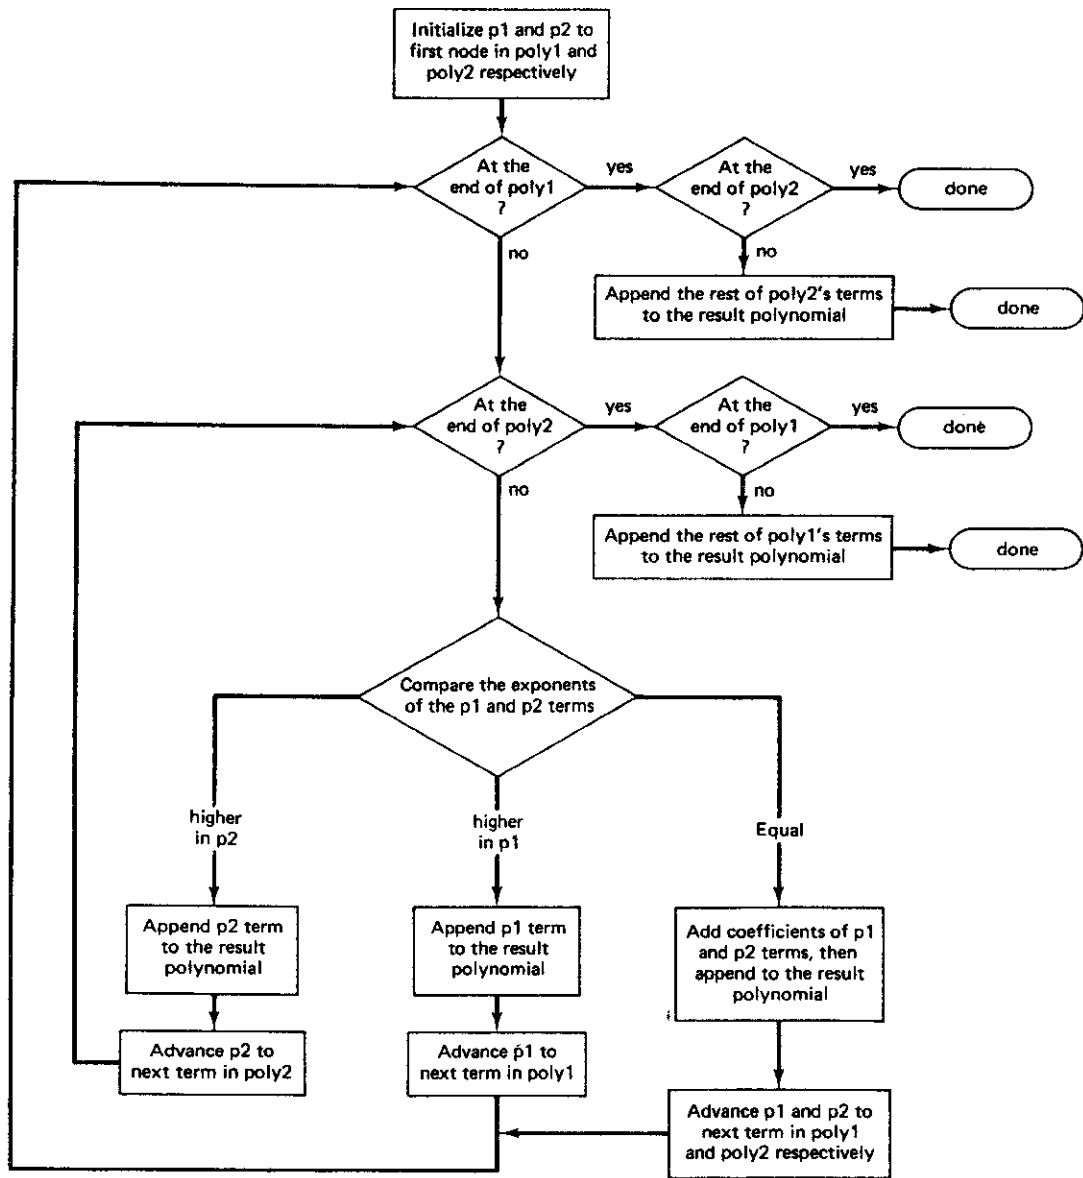 Initialize p1 and p2 to
first node in poly1 and
poly2 respectively
At the
end of poly1
?
yes
At the
end of poly2
?
yes
done
no
no
Append the rest of poly2's terms
to the result polynomial
done
At the
end of poly2
?
yes
At the
end of poly1
?
yes
done
no
no
Append the rest of poly1's terms
to the result polynomial
done
Compare the exponents
of the p1 and p2 terms
higher
in p2
higher
in p1
Equal
Append p2 term
to the result
polynomial
Append p1 term
to the result
polynomial
Add coefficients of p1
and p2 terms, then
append to the result
polynomial
Advance p2 to
next term in poly2
Advance p1 to
next term in poly1
Advance p1 and p2 to
next term in poly1
and poly2 respectively